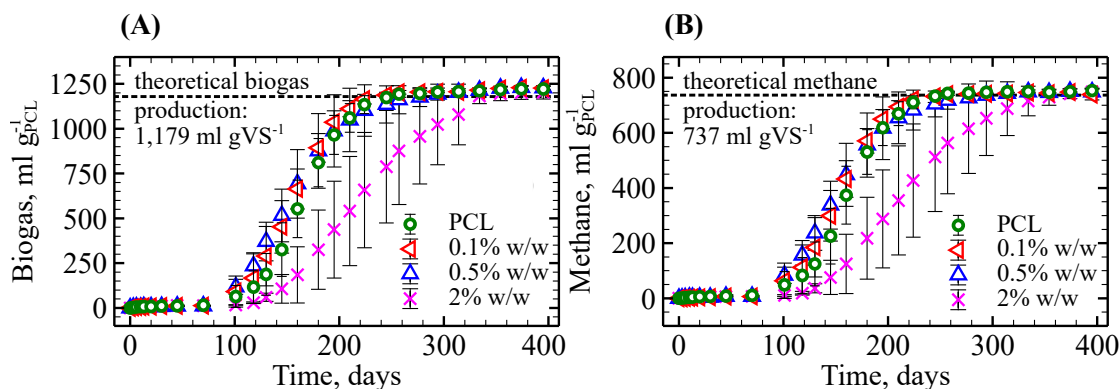 (A)
Biogas, ml g⁻¹PCL
1250
1000
750
500
250
0
theoretical biogas
production:
1,179 ml gVS⁻¹
PCL
0.1% w/w
0.5% w/w
2% w/w
0 100 200 300 400
Time, days
(B)
Methane, ml g⁻¹PCL
800
600
400
200
0
theoretical methane
production:
737 ml gVS⁻¹
PCL
0.1% w/w
0.5% w/w
2% w/w
0 100 200 300 400
Time, days